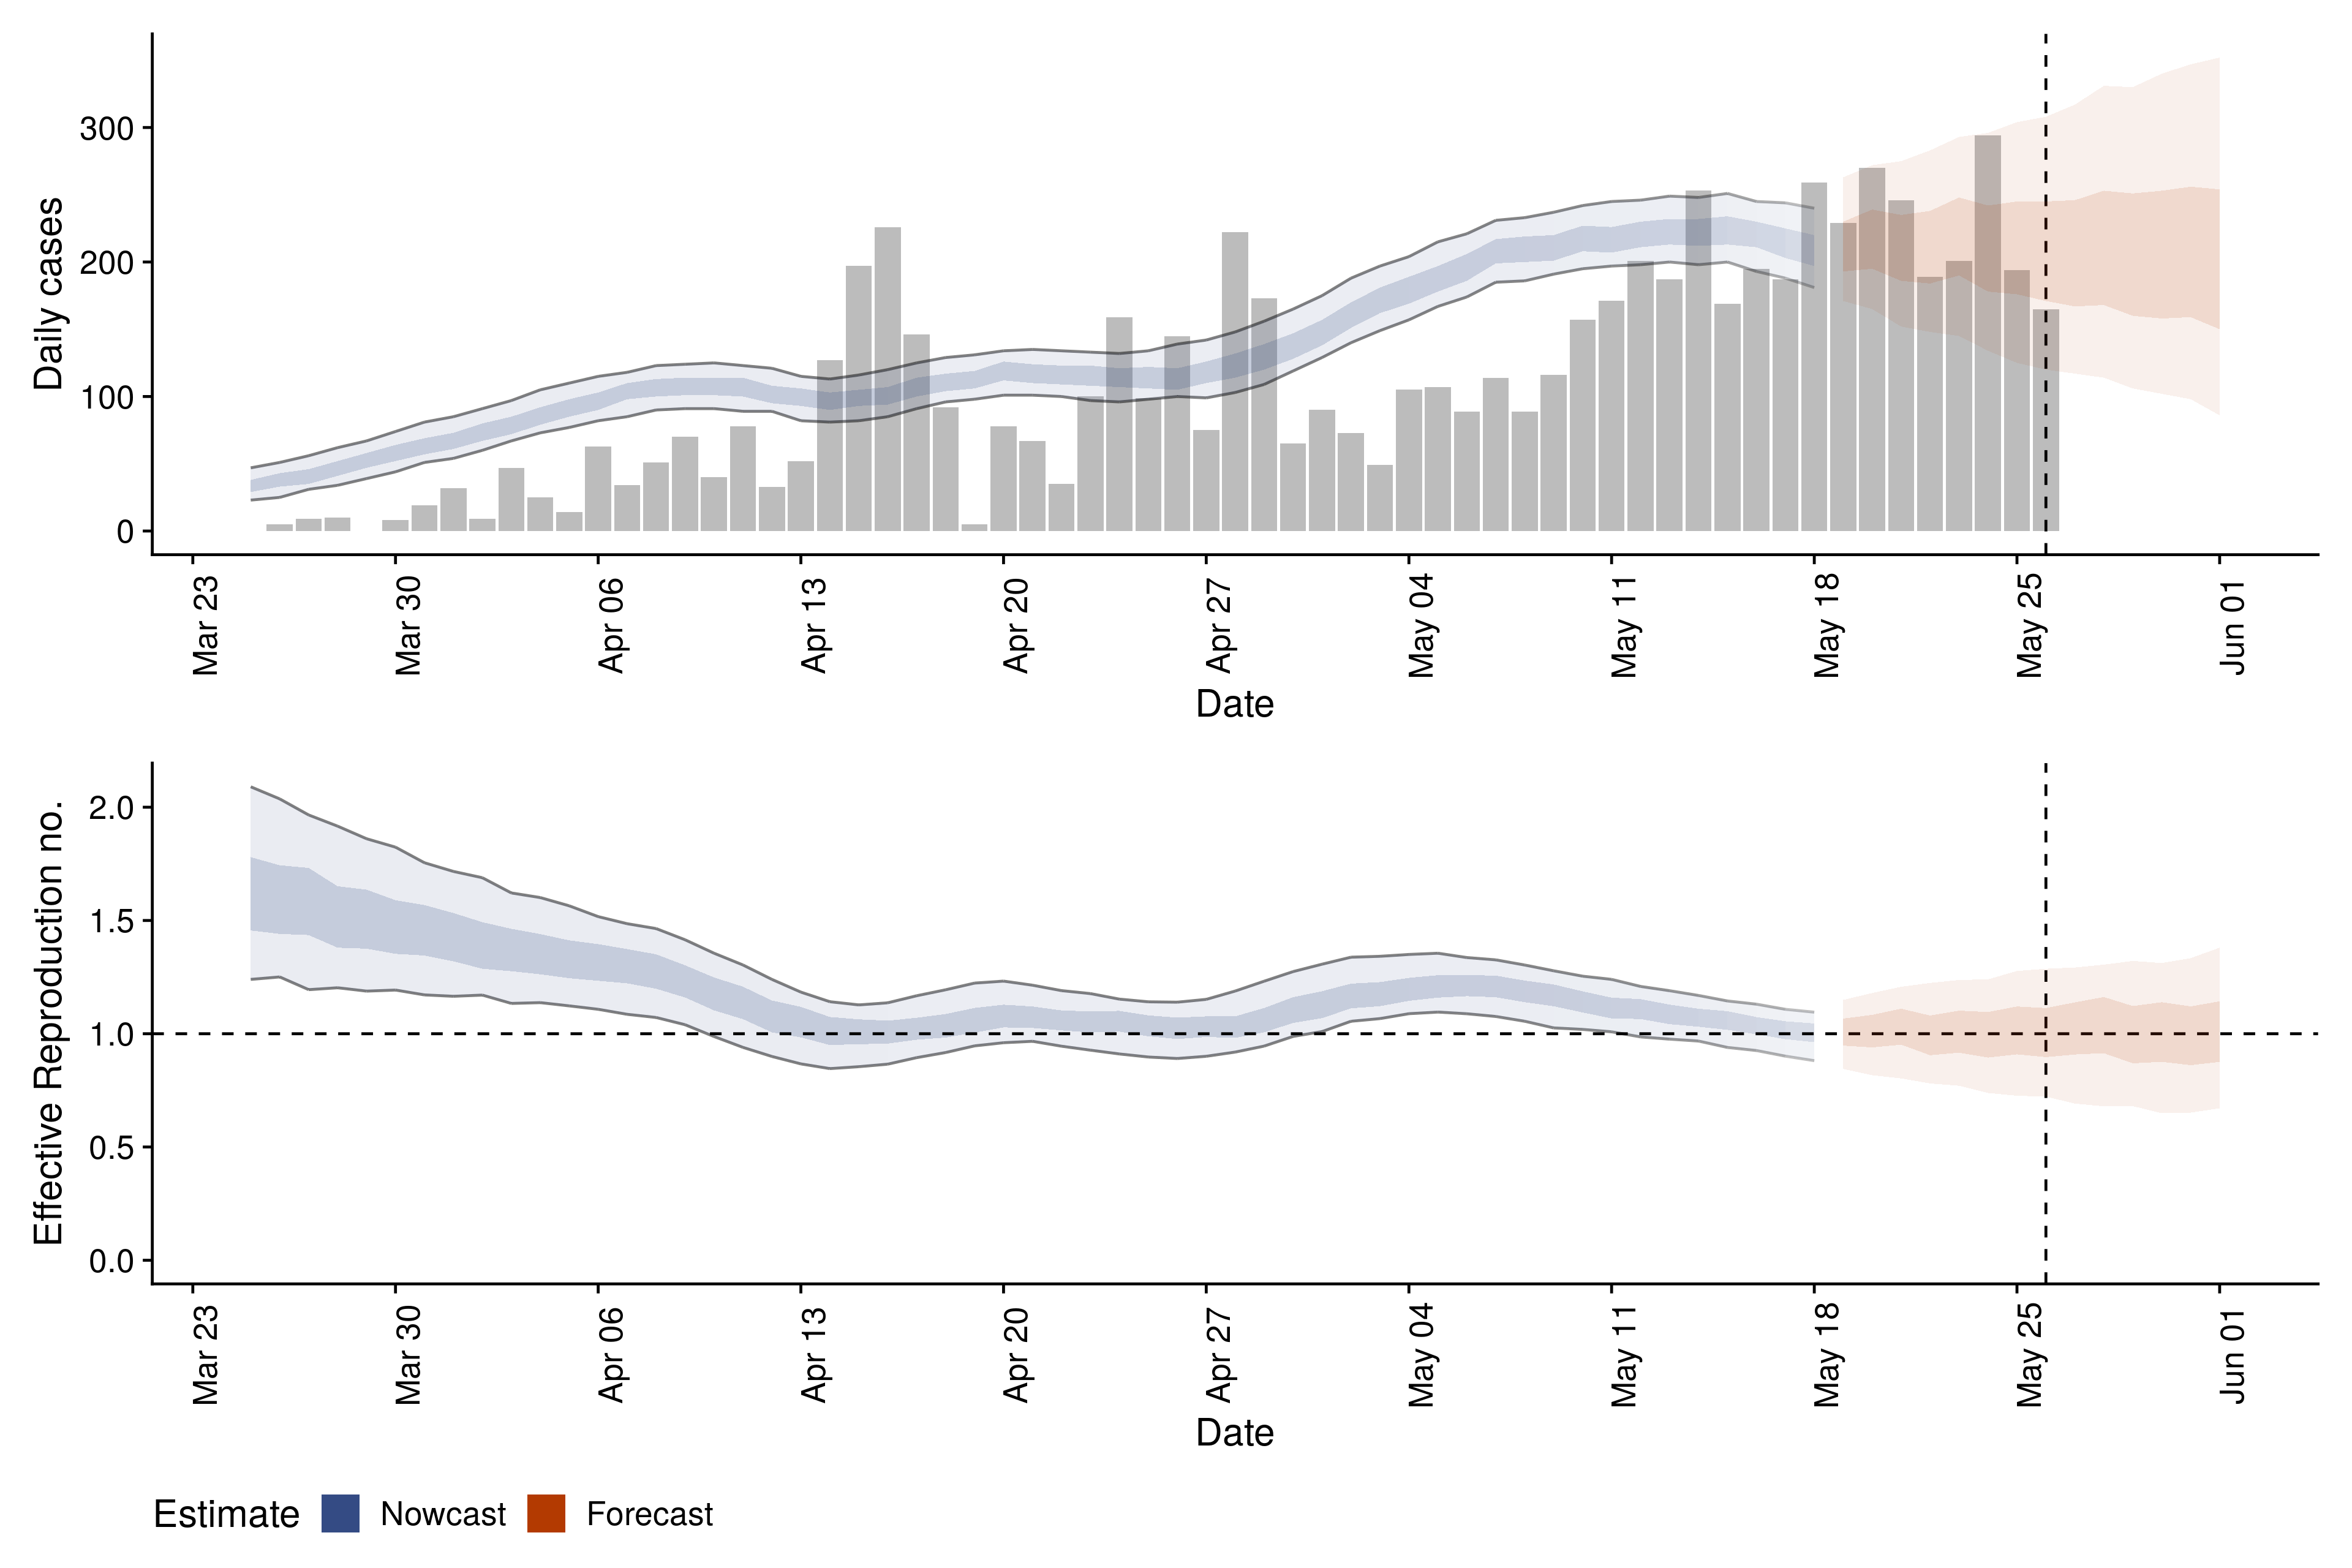 Daily cases
300
200
100
0
Mar 23
Mar 30
Apr 06
Apr 13
Apr 20
Apr 27
May 04
May 11
May 18
May 25
Jun 01
Date
Effective Reproduction no.
2.0
1.5
1.0
0.5
0.0
Mar 23
Mar 30
Apr 06
Apr 13
Apr 20
Apr 27
May 04
May 11
May 18
May 25
Jun 01
Date
Estimate Nowcast Forecast